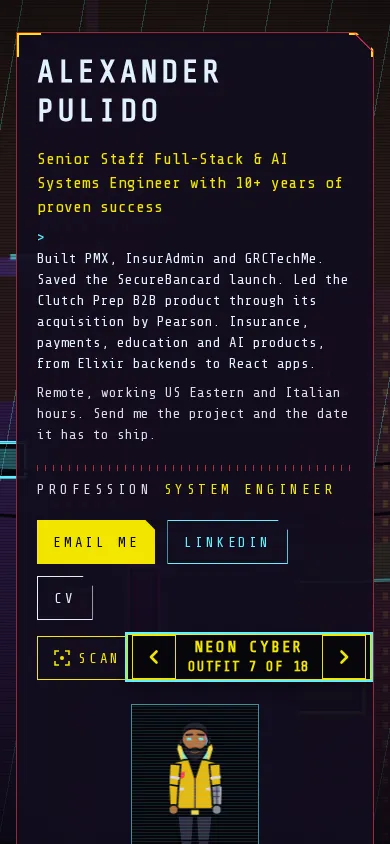 ALEXANDER
PULIDO
Senior Staff Full-Stack & AI
Systems Engineer with 10+ years of
proven success
>
Built PMX, InsurAdmin and GRCTechMe.
Saved the SecureBancard launch. Led the
Clutch Prep B2B product through its
acquisition by Pearson. Insurance,
payments, education and AI products,
from Elixir backends to React apps.
Remote, working US Eastern and Italian
hours. Send me the project and the date
it has to ship.
PROFESSION SYSTEM ENGINEER
EMAIL ME LINKEDIN
CV
SCAN
NEON CYBER
OUTFIT 7 OF 18